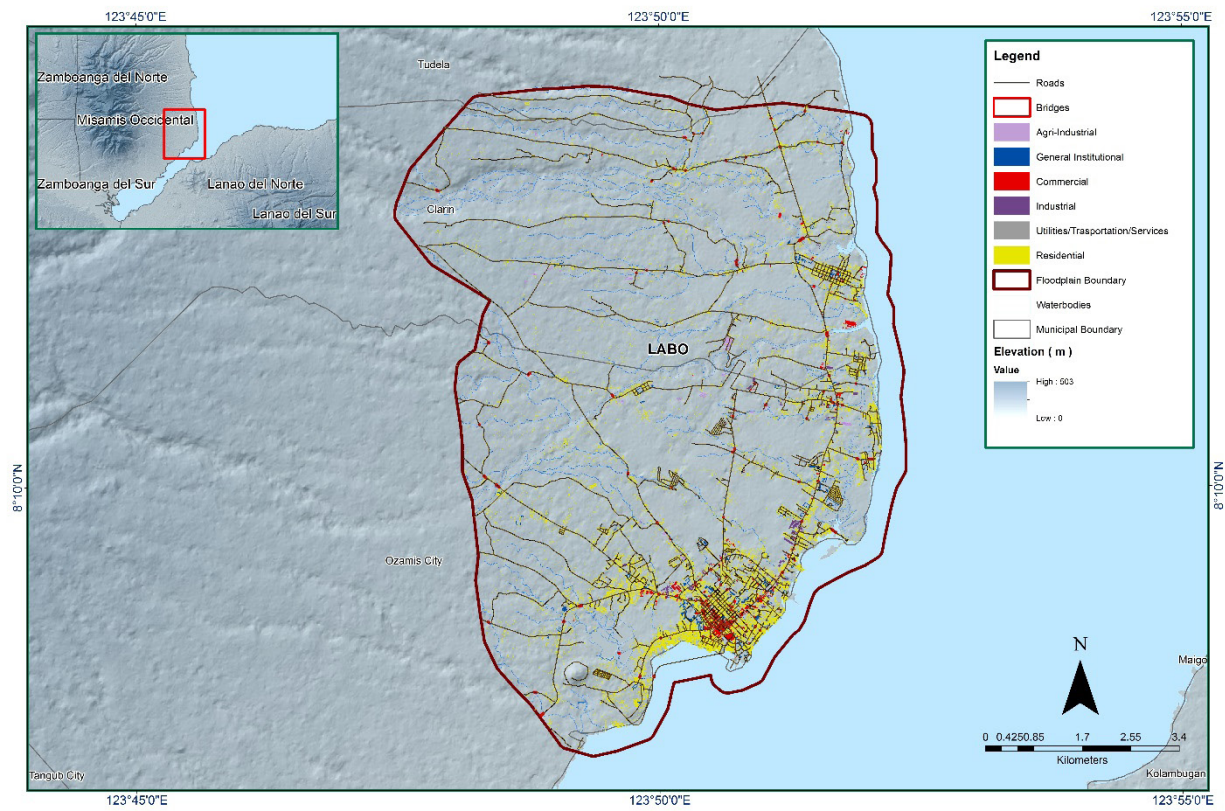 123°45'0"E
123°50'0"E
123°55'0"E
Zamboanga del Norte
Misamis Occidental
Zamboanga del Sur
Lanao del Norte
Lanao del Sur
Tudela
Clarin
LABO
Ozamis City
Tangub City
Maigo
Kolambugan
8°10'0"N
8°10'0"N
Legend
Roads
Bridges
Agri-Industrial
General Institutional
Commercial
Industrial
Utilities/Trasportation/Services
Residential
Floodplain Boundary
Waterbodies
Municipal Boundary
Elevation ( m )
Value
High : 503
Low : 0
N
0 0.4250.85 1.7 2.55 3.4
Kilometers
123°45'0"E
123°50'0"E
123°55'0"E